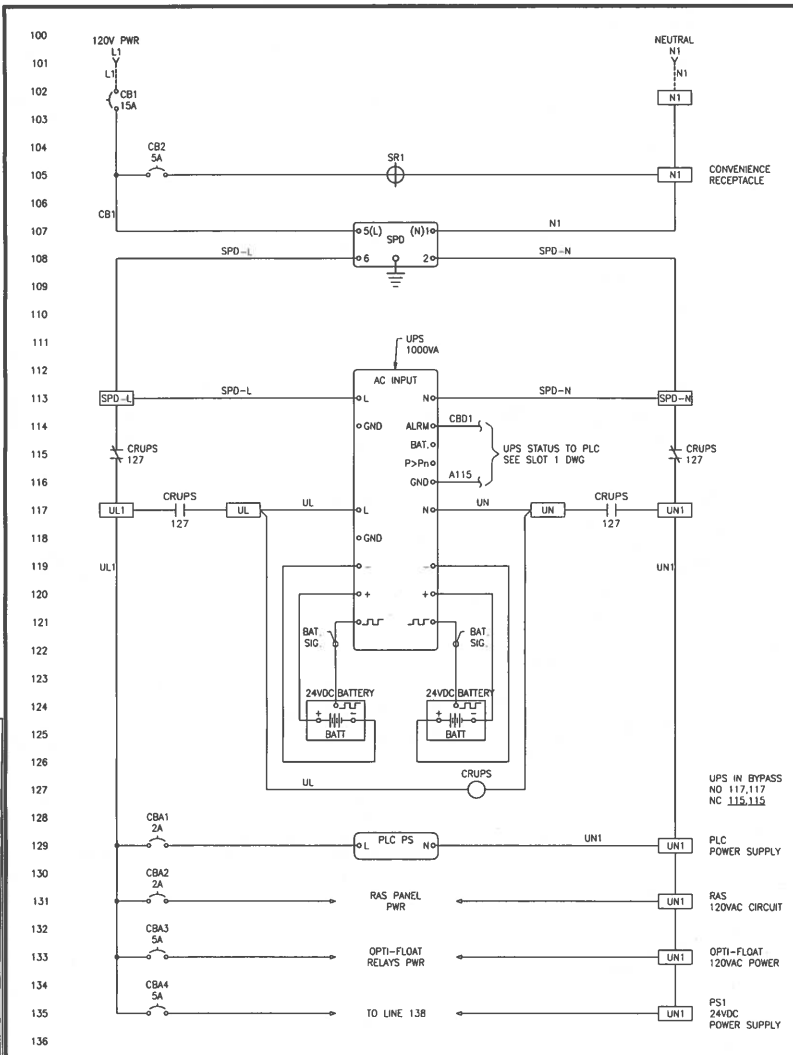 100
120V PWR
L1
NEUTRAL
N1
101
L1
N1
102
CB1
15A
N1
103
104
CB2
5A
SR1
105
N1
CONVENIENCE
RECEPTACLE
106
CB1
107
5(L)
(N)1
SPD
N1
108
SPD-L
6
2
SPD-N
109
110
111
UPS
1000VA
112
AC INPUT
113
SPD-L
SPD-L
L
N
SPD-N
SPD-N
114
GND
ALRM
CBD1
115
CRUPS
127
BAT.
P>Pn
UPS STATUS TO PLC
SEE SLOT 1 DWG
CRUPS
127
116
GND
A115
117
UL1
CRUPS
127
UL
UL
L
N
UN
UN
CRUPS
127
UN1
118
GND
119
UL1
-
-
UN1
120
+
+
121
BAT.
SIG.
BAT.
SIG.
122
123
24VDC BATTERY
24VDC BATTERY
124
+ -
+ -
125
BATT
BATT
126
127
UL
CRUPS
UPS IN BYPASS
NO 117,117
NC 115,115
128
CBA1
2A
129
PLC PS
L
N
UN1
UN1
PLC
POWER SUPPLY
130
CBA2
2A
131
RAS PANEL
PWR
UN1
RAS
120VAC CIRCUIT
132
CBA3
5A
133
OPTI-FLOAT
RELAYS PWR
UN1
OPTI-FLOAT
120VAC POWER
134
CBA4
5A
135
TO LINE 138
UN1
PS1
24VDC
POWER SUPPLY
136